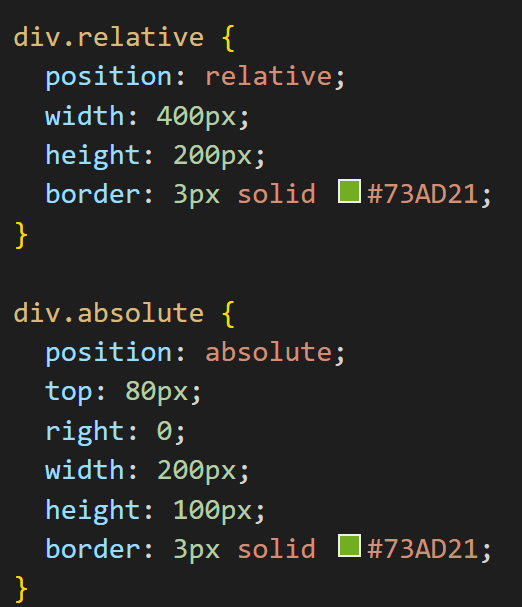 div.relative {
  position: relative;
  width: 400px;
  height: 200px;
  border: 3px solid #73AD21;
}

div.absolute {
  position: absolute;
  top: 80px;
  right: 0;
  width: 200px;
  height: 100px;
  border: 3px solid #73AD21;
}